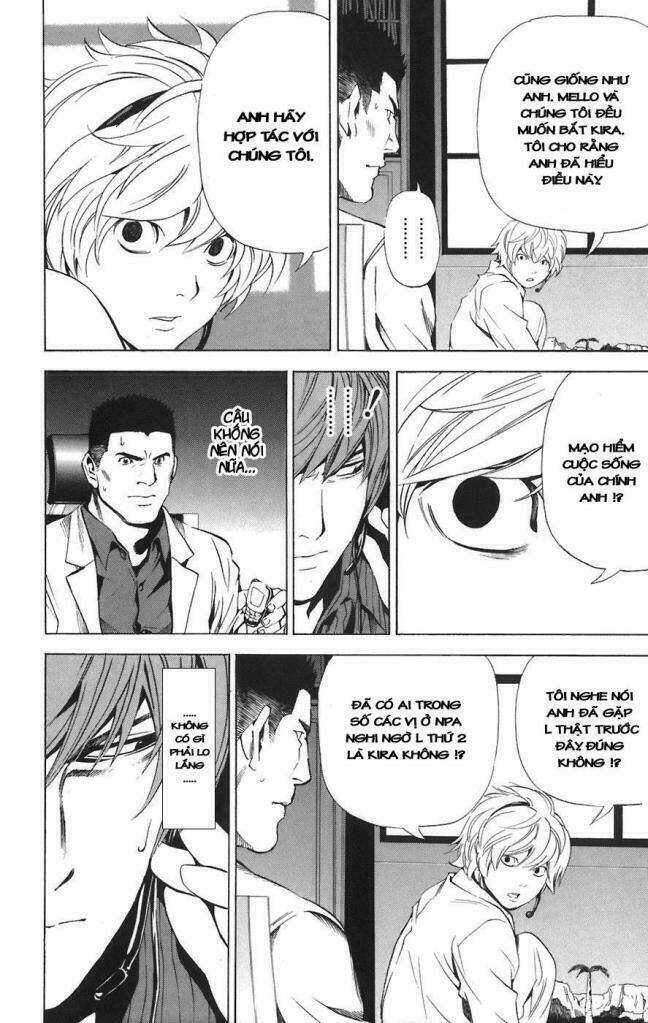 CŨNG GIỐNG NHƯ
ANH, MELLO VÀ
CHÚNG TÔI ĐỀU
MUỐN BẮT KIRA.
TÔI CHO RẰNG
ANH ĐÃ HIỂU
ĐIỀU NÀY.
........
ANH HÃY
HỢP TÁC VỚI
CHÚNG TÔI.
MẠO HIỂM
CUỘC SỐNG
CỦA CHÍNH
ANH !?
........!
CẬU
KHÔNG
NÊN NÓI
NỮA...
TÔI NGHE NÓI
ANH ĐÃ GẶP
L THẬT TRƯỚC
ĐÂY ĐÚNG
KHÔNG !?
ĐÃ CÓ AI TRONG
SỐ CÁC VỊ Ở NPA
NGHI NGỜ L THỨ 2
LÀ KIRA KHÔNG !?
.....
KHÔNG
CÓ GÌ
PHẢI LO
LẮNG
.....